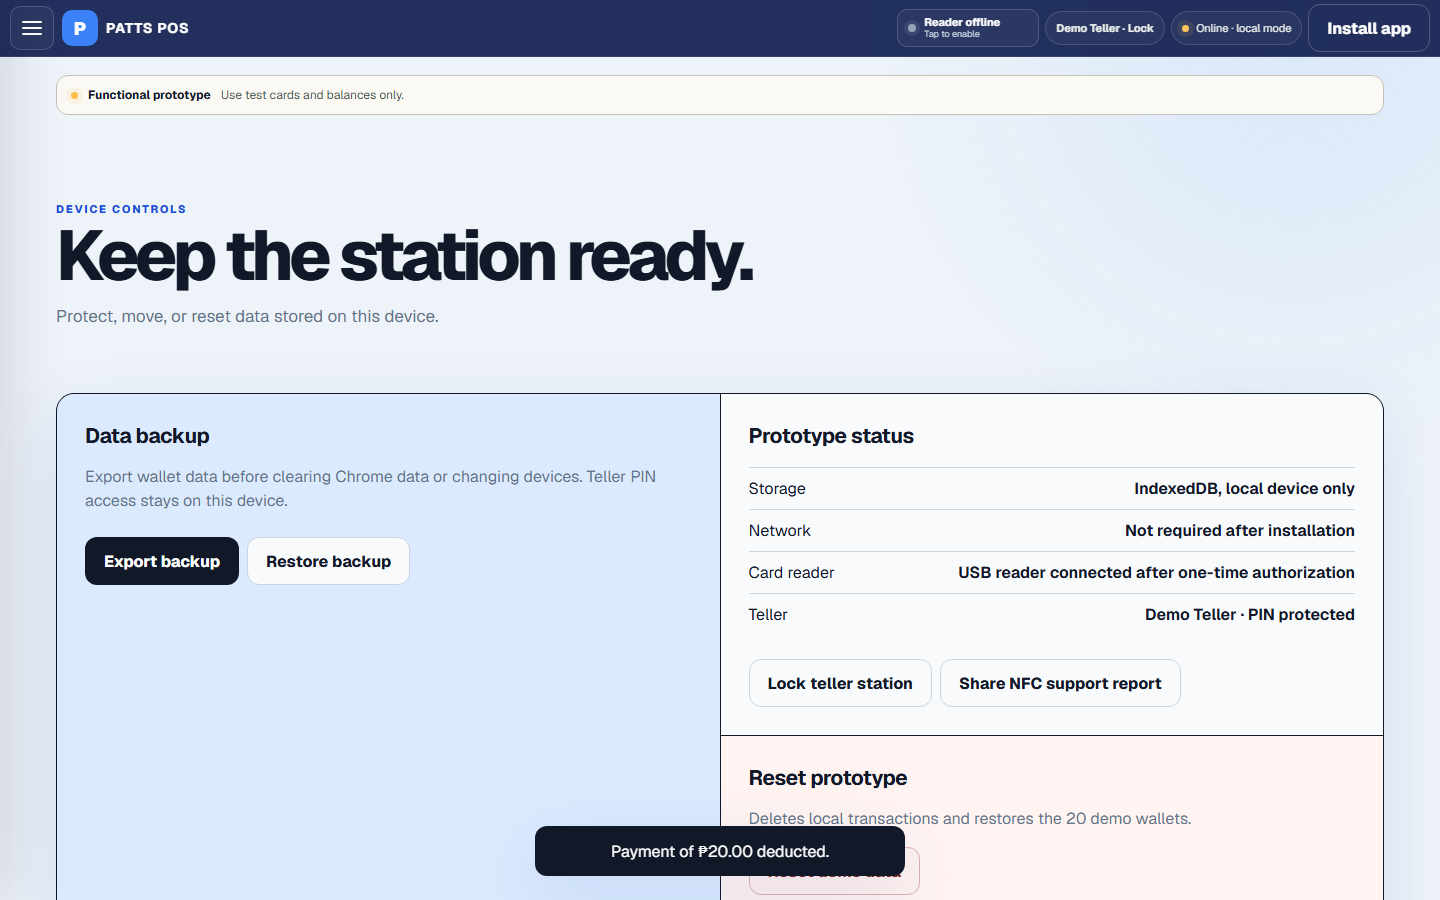 P PATTS POS
Reader offline
Tap to enable
Demo Teller · Lock
Online · local mode
Install app
Functional prototype Use test cards and balances only.
DEVICE CONTROLS
Keep the station ready.
Protect, move, or reset data stored on this device.
Data backup
Export wallet data before clearing Chrome data or changing devices. Teller PIN
access stays on this device.
Export backup
Restore backup
Prototype status
Storage IndexedDB, local device only
Network Not required after installation
Card reader USB reader connected after one-time authorization
Teller Demo Teller · PIN protected
Lock teller station
Share NFC support report
Reset prototype
Deletes local transactions and restores the 20 demo wallets.
Payment of ₱20.00 deducted.